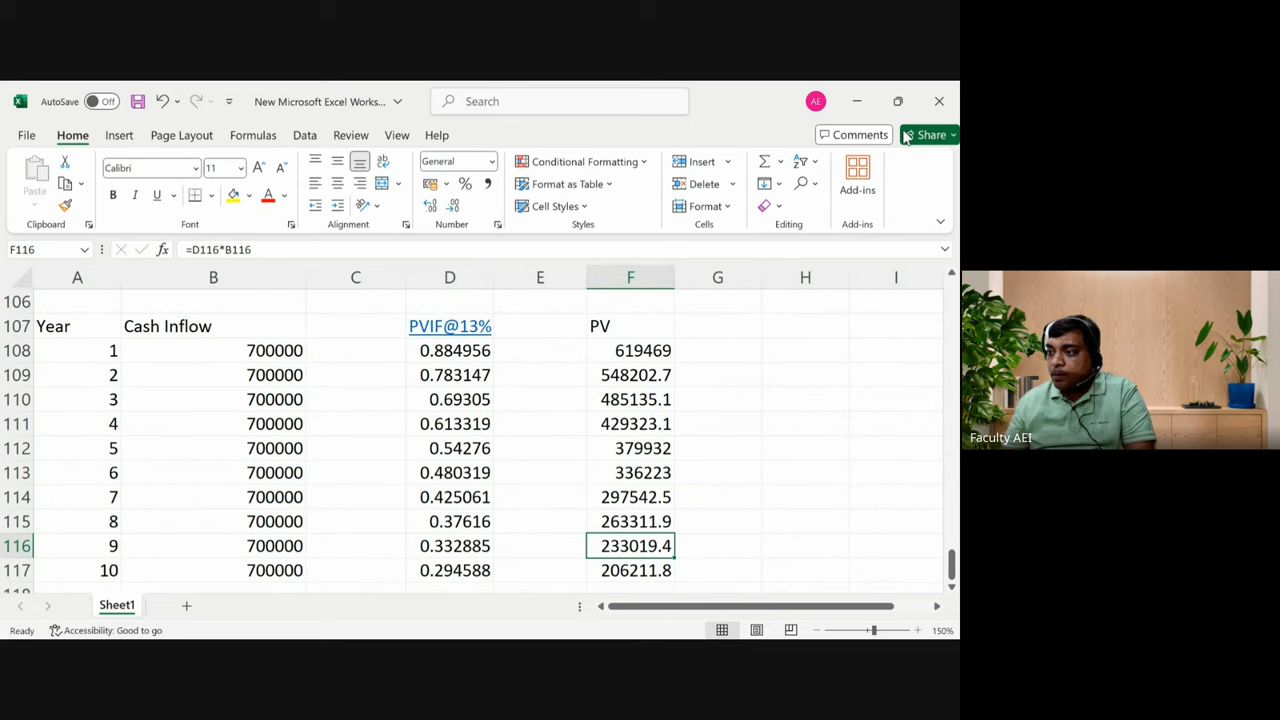 AutoSave Off New Microsoft Excel Works... Search AE
File Home Insert Page Layout Formulas Data Review View Help Comments Share
Paste Calibri 11 General Conditional Formatting Insert Add-ins
B I U Format as Table Delete
Cell Styles Format
Clipboard Font Alignment Number Styles Cells Editing Add-ins
F116 fx =D116*B116
A B C D E F G H I
106
107 Year Cash Inflow PVIF@13% PV
108 1 700000 0.884956 619469
109 2 700000 0.783147 548202.7
110 3 700000 0.69305 485135.1
111 4 700000 0.613319 429323.1
112 5 700000 0.54276 379932
113 6 700000 0.480319 336223
114 7 700000 0.425061 297542.5
115 8 700000 0.37616 263311.9
116 9 700000 0.332885 233019.4
117 10 700000 0.294588 206211.8
Sheet1
Ready Accessibility: Good to go 150%
Faculty AEI